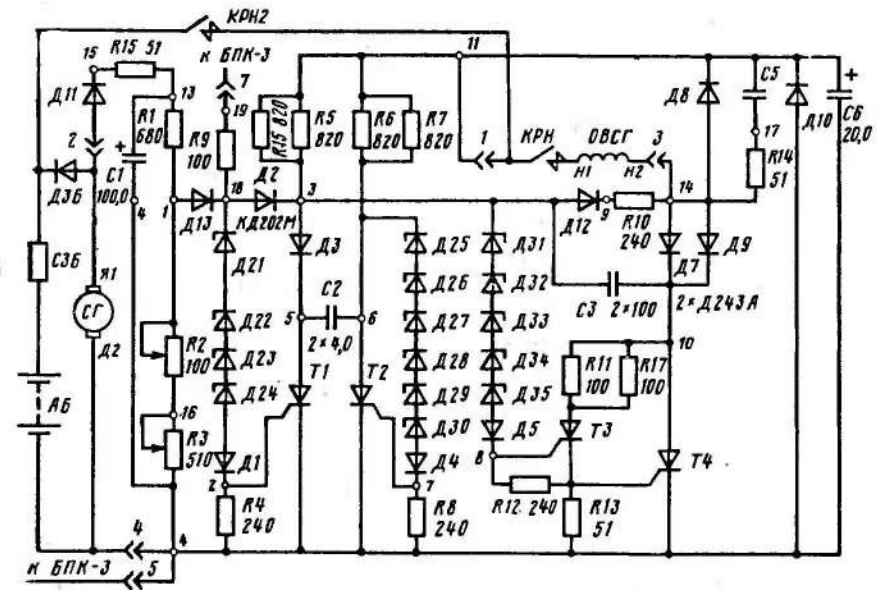 КРН2
15
R15 51
к БПК-3
7
11
Д11
13
19
R1
680
R9
100
R15 820
R5
820
R6
820
R7
820
Д8
С5
Д10
+
С6
20,0
2
Д3Б
+
С1
100,0
4
1
КРН
ОВСГ
3
Н1
Н2
17
R14
51
1
Д13
18
Д2
КД202М
3
Д12
9
R10
240
14
Д7
Д9
С3Б
Я1
СГ
Д2
Д21
Д3
Д25
Д31
С3
2×100
2×Д243А
Д22
Д23
Д24
5
С2
2×4,0
6
Д26
Д27
Д28
Д29
Д30
Д32
Д33
Д34
Д35
R2
100
Т1
Т2
R11
100
R17
100
10
АБ
16
R3
510
Д1
2
Д4
7
Д5
8
Т3
Т4
R4
240
R8
240
R12 240
R13
51
4
4
к БПК-3
5